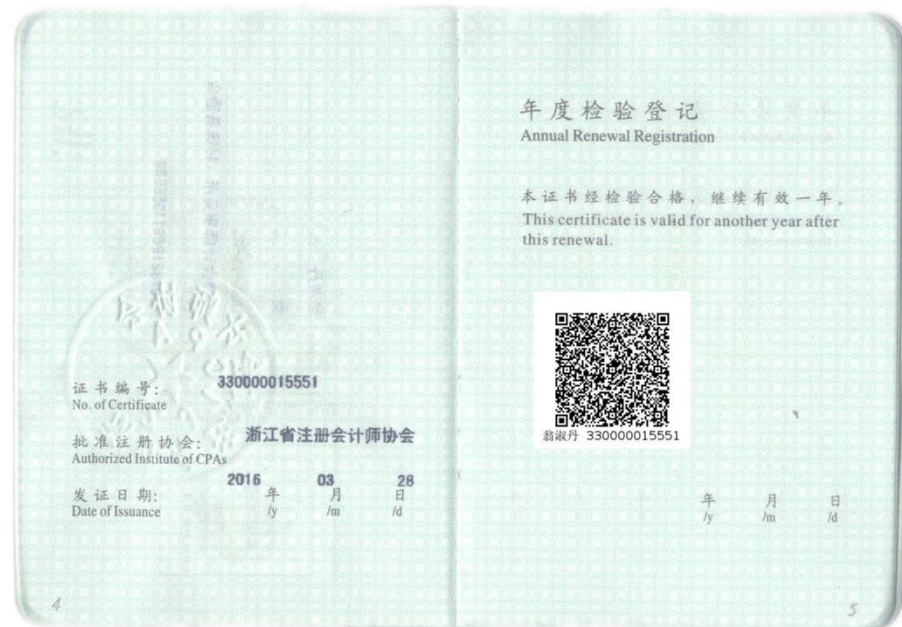 证书编号: 330000015551
No. of Certificate
批准注册协会: 浙江省注册会计师协会
Authorized Institute of CPAs
发证日期: 2016 年 03 月 28 日
Date of Issuance /y /m /d
4
年度检验登记
Annual Renewal Registration
本证书经检验合格，继续有效一年。
This certificate is valid for another year after
this renewal.
翁淑丹 330000015551
年 月 日
/y /m /d
5